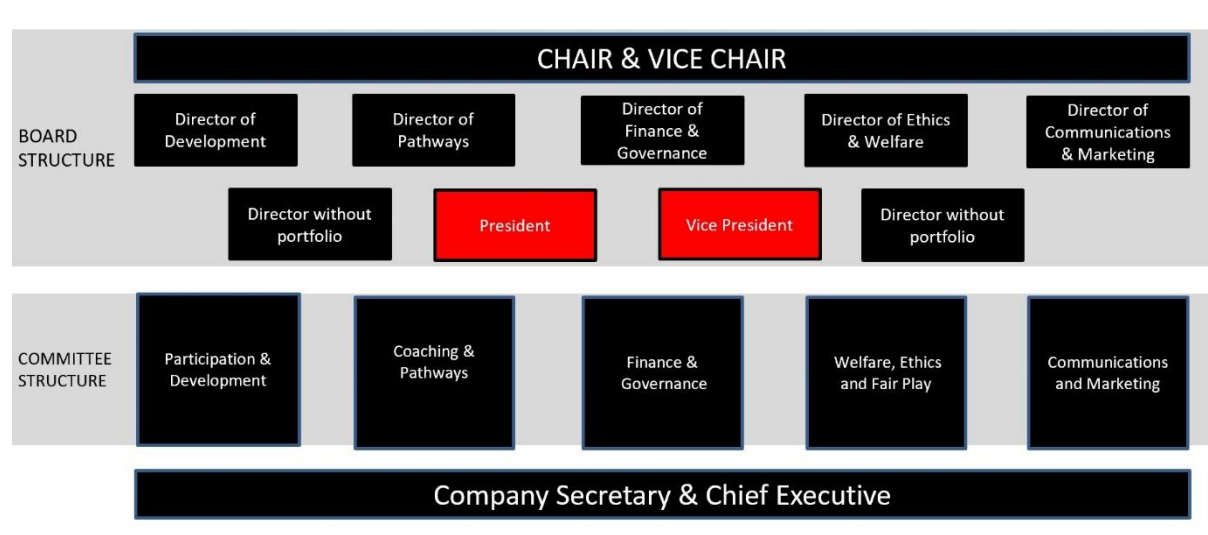 CHAIR & VICE CHAIR
BOARD
STRUCTURE
Director of
Development
Director of
Pathways
Director of
Finance &
Governance
Director of Ethics
& Welfare
Director of
Communications
& Marketing
Director without
portfolio
President
Vice President
Director without
portfolio
COMMITTEE
STRUCTURE
Participation &
Development
Coaching &
Pathways
Finance &
Governance
Welfare, Ethics
and Fair Play
Communications
and Marketing
Company Secretary & Chief Executive